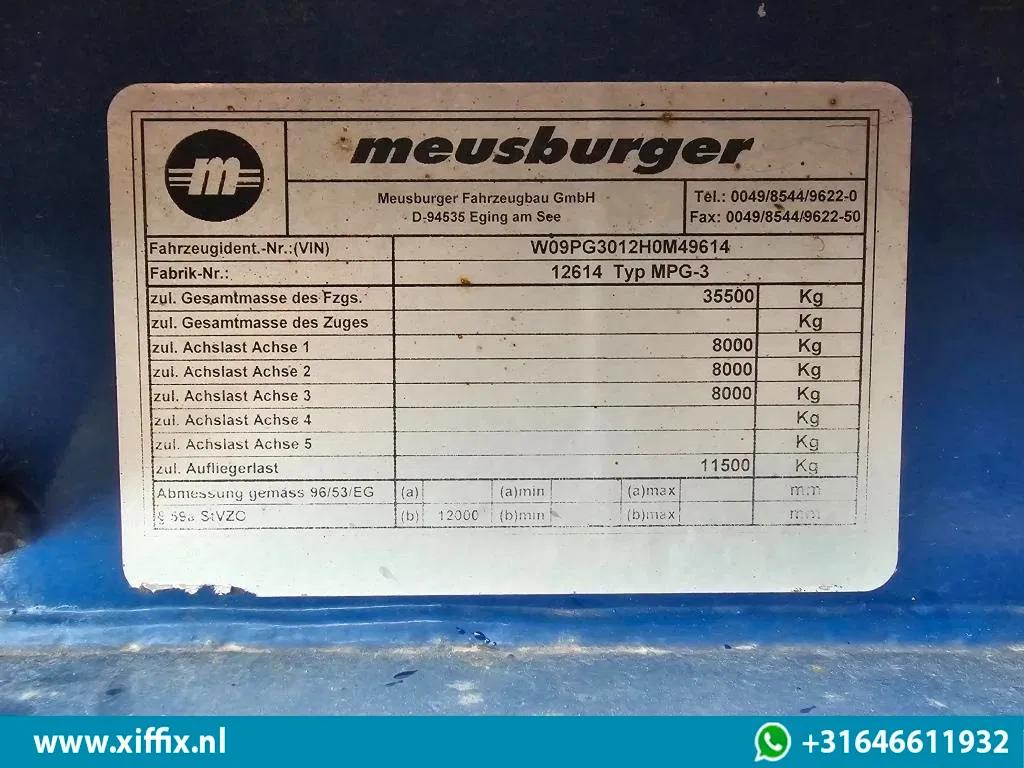 m
meusburger
Meusburger Fahrzeugbau GmbH
D-94535 Eging am See
Tel.: 0049/8544/9622-0
Fax: 0049/8544/9622-50
Fahrzeugident.-Nr.:(VIN) W09PG3012H0M49614
Fabrik-Nr.: 12614 Typ MPG-3
zul. Gesamtmasse des Fzgs. 35500 Kg
zul. Gesamtmasse des Zuges Kg
zul. Achslast Achse 1 8000 Kg
zul. Achslast Achse 2 8000 Kg
zul. Achslast Achse 3 8000 Kg
zul. Achslast Achse 4 Kg
zul. Achslast Achse 5 Kg
zul. Aufliegerlast 11500 Kg
Abmessung gemäss 96/53/EG (a) (a)min (a)max mm
§ 59a StVZO (b) 12000 (b)min (b)max mm
www.xiffix.nl
+31646611932